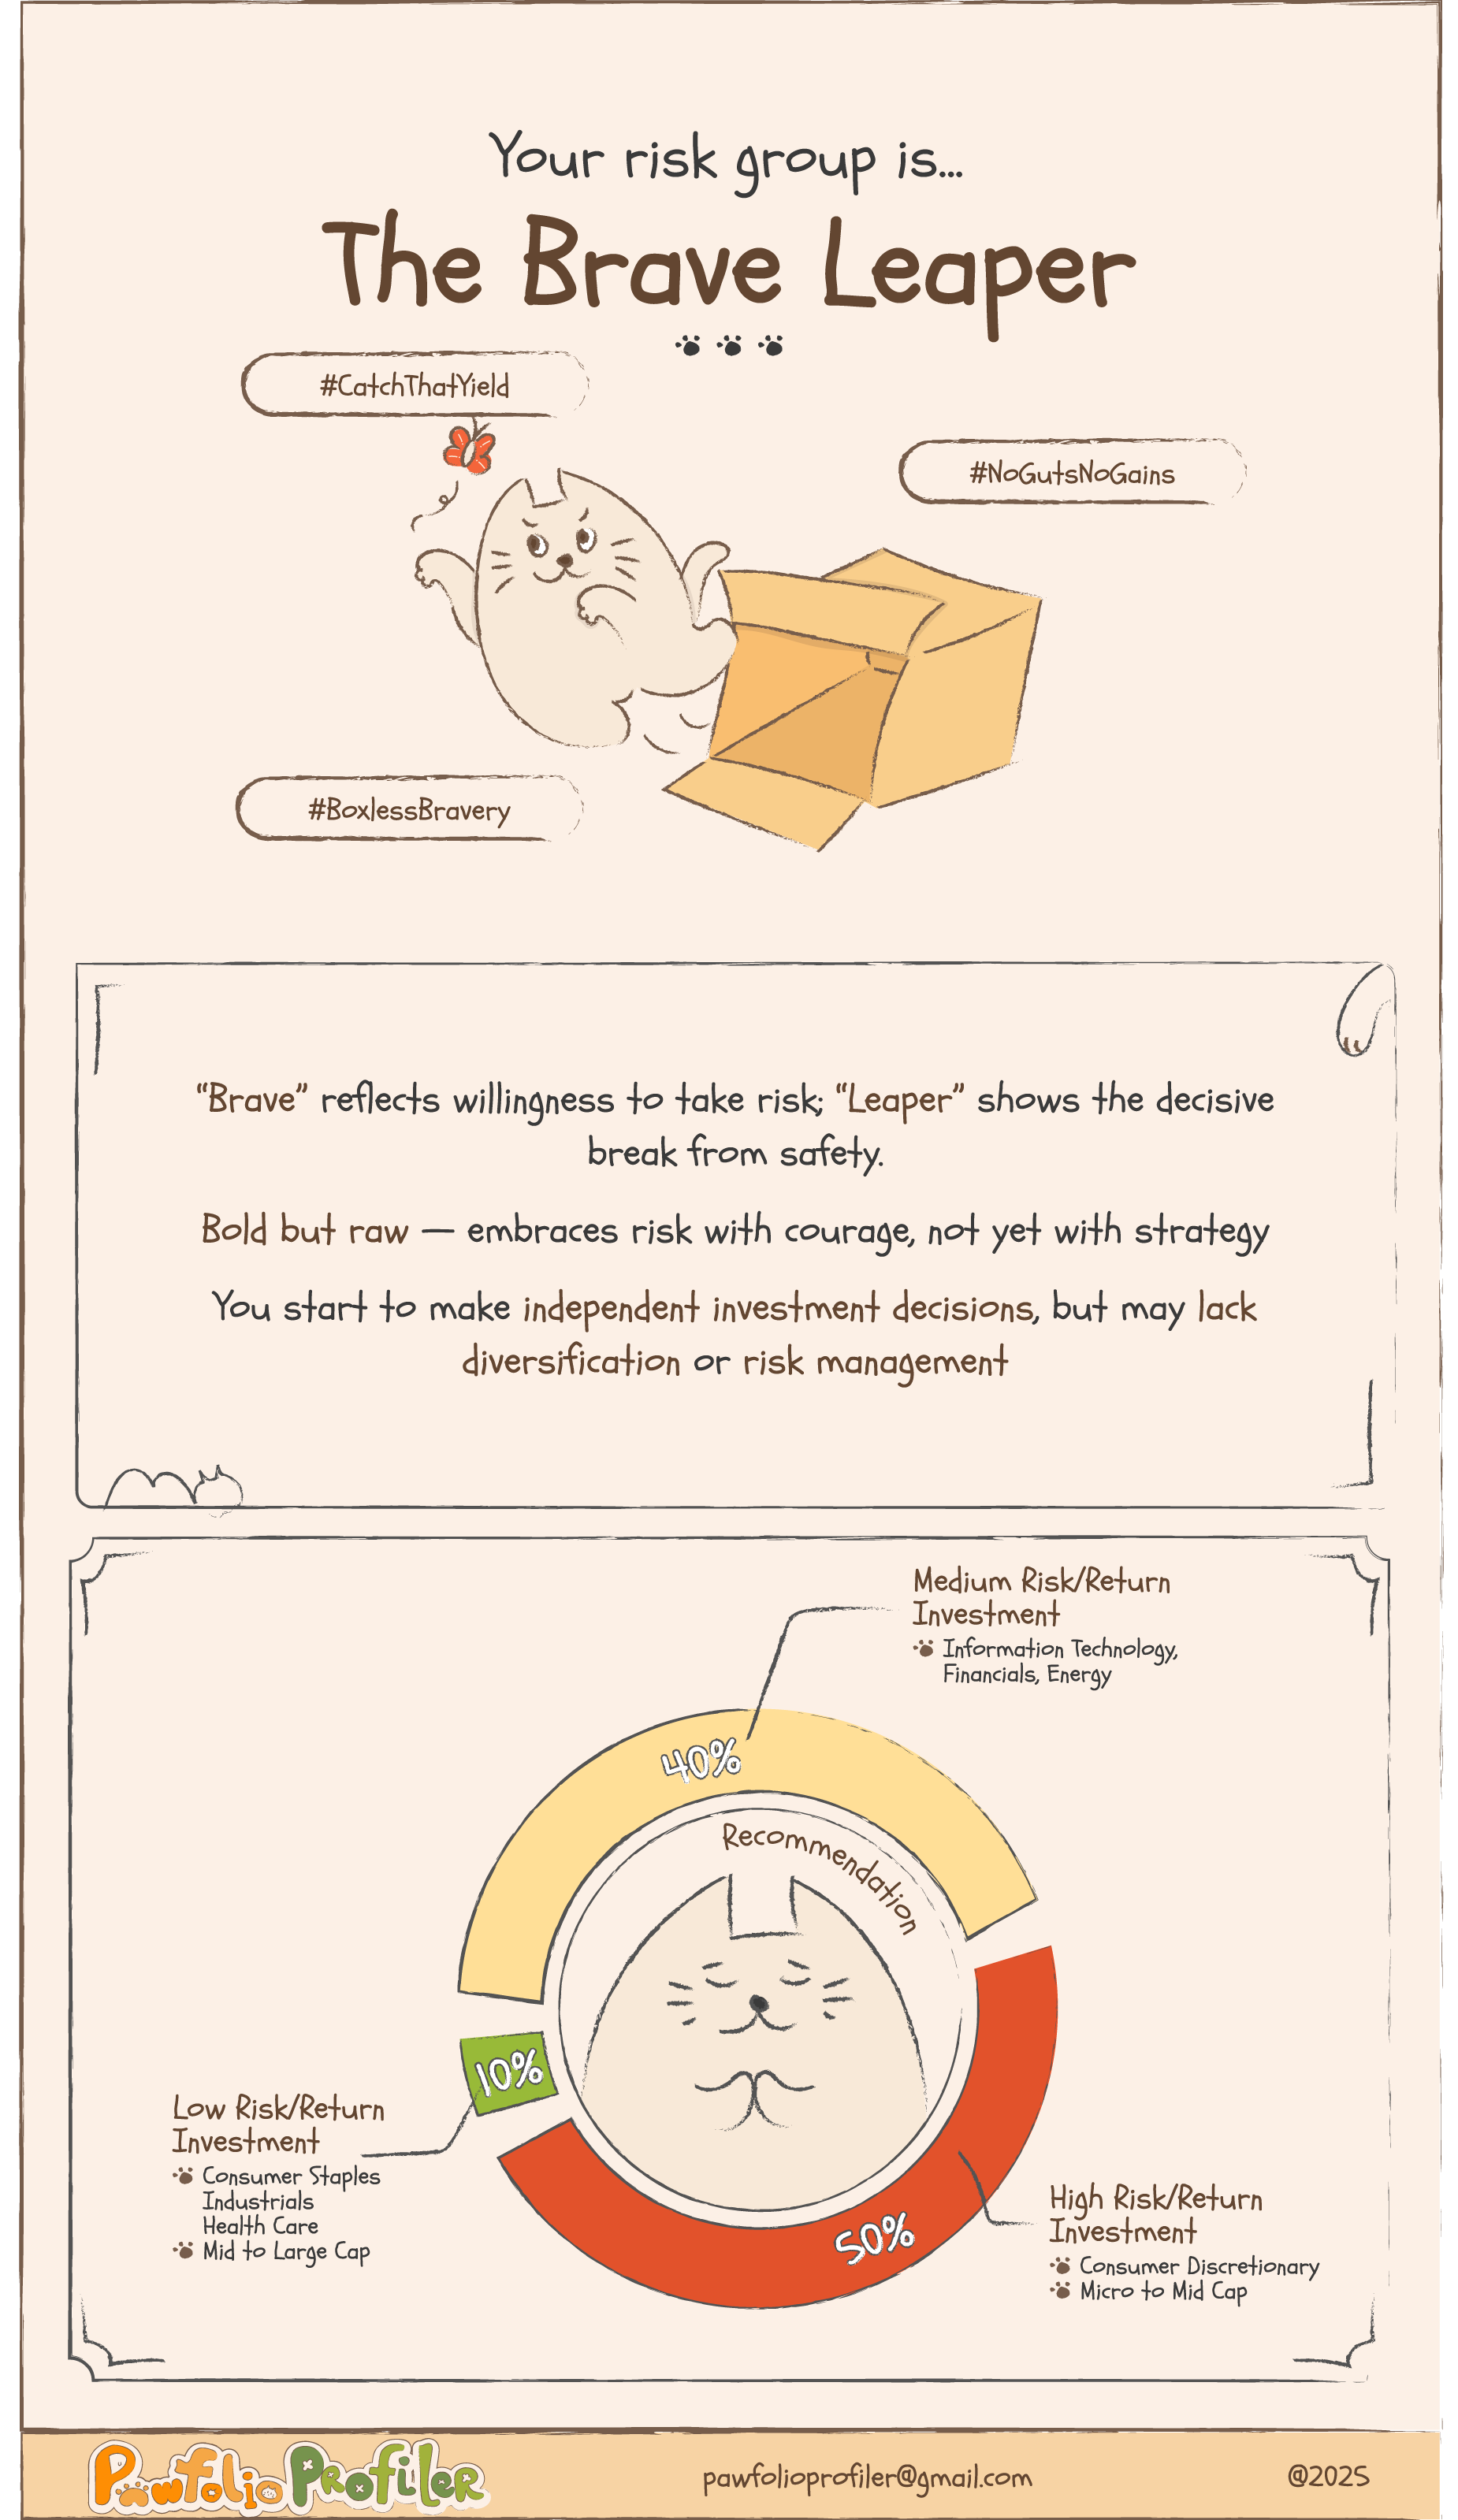 Your risk group is...
The Brave Leaper
#CatchThatYield
#NoGutsNoGains
#BoxlessBravery
“Brave” reflects willingness to take risk; “Leaper” shows the decisive
break from safety.
Bold but raw — embraces risk with courage, not yet with strategy
You start to make independent investment decisions, but may lack
diversification or risk management
Medium Risk/Return
Investment
Information Technology,
Financials, Energy
40%
Recommendation
10%
Low Risk/Return
Investment
Consumer Staples
Industrials
Health Care
Mid to Large Cap
50%
High Risk/Return
Investment
Consumer Discretionary
Micro to Mid Cap
Pawfolio Profiler
pawfolioprofiler@gmail.com
@2025